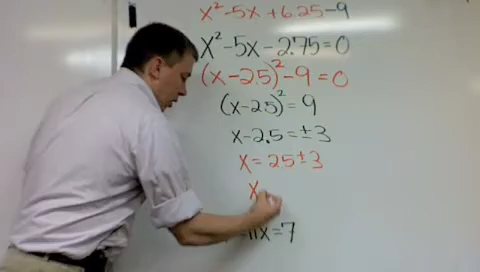 x² - 5x + 6.25 - 9
x² - 5x - 2.75 = 0
(x - 2.5)² - 9 = 0
(x - 2.5)² = 9
x - 2.5 = ± 3
x = 2.5 ± 3
x
- 11x = 7